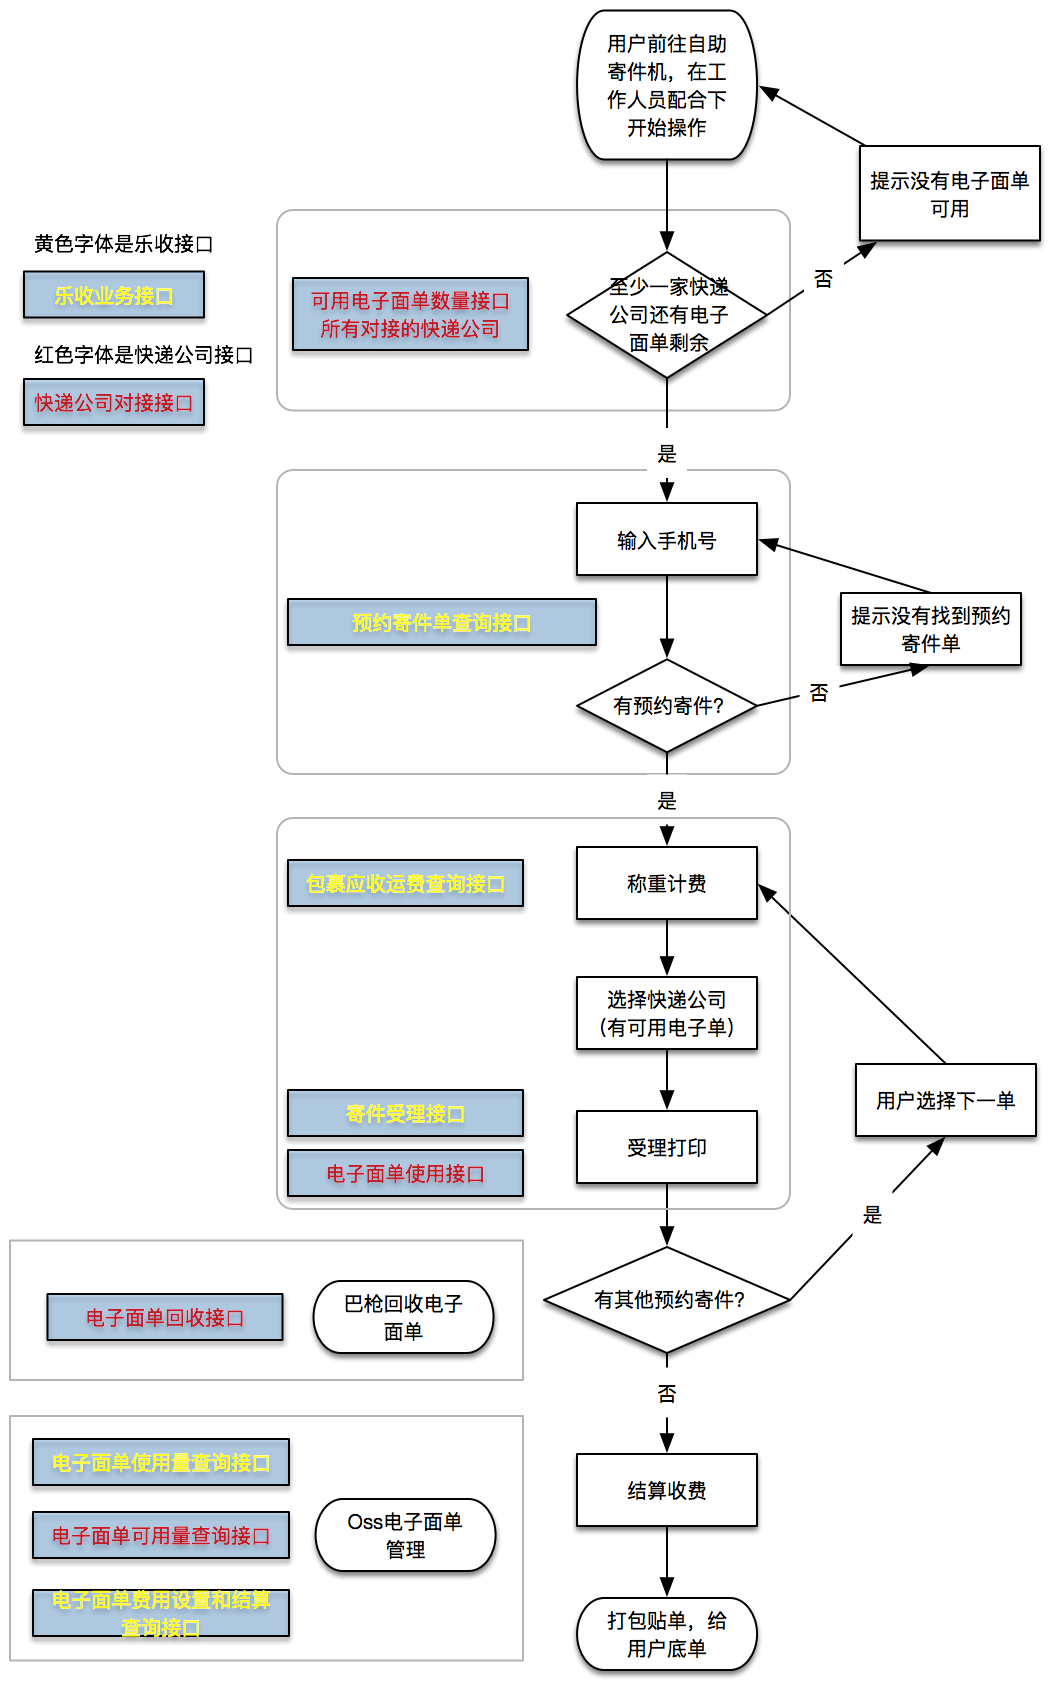 用户前往自助
寄件机，在工
作人员配合下
开始操作
提示没有电子面单
可用
黄色字体是乐收接口
乐收业务接口
红色字体是快递公司接口
快递公司对接接口
可用电子面单数量接口
所有对接的快递公司
至少一家快递
公司还有电子
面单剩余
否
是
输入手机号
预约寄件单查询接口
提示没有找到预约
寄件单
有预约寄件?
否
是
包裹应收运费查询接口
称重计费
选择快递公司
（有可用电子单）
用户选择下一单
寄件受理接口
受理打印
电子面单使用接口
是
电子面单回收接口
巴枪回收电子
面单
有其他预约寄件?
否
电子面单使用量查询接口
结算收费
电子面单可用量查询接口
Oss电子面单
管理
电子面单费用设置和结算
查询接口
打包贴单，给
用户底单